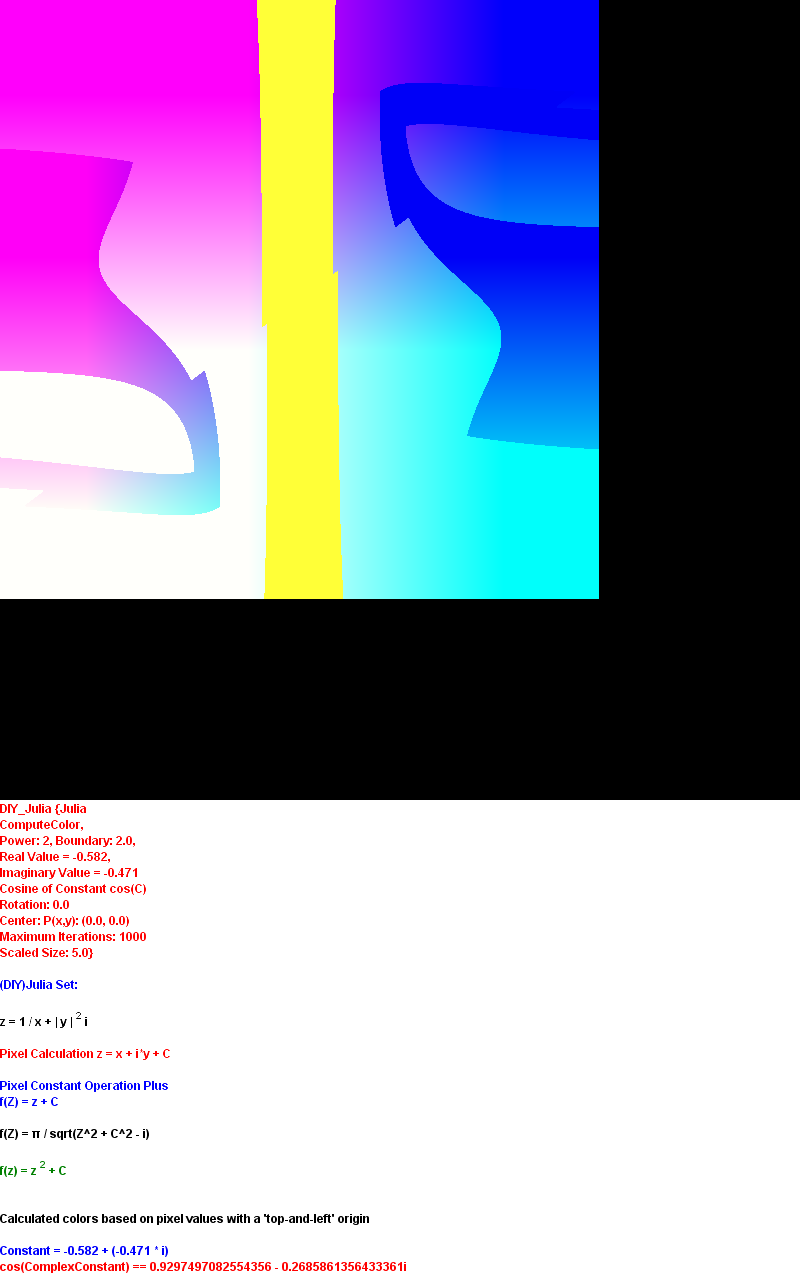 DIY_Julia {Julia
ComputeColor,
Power: 2, Boundary: 2.0,
Real Value = -0.582,
Imaginary Value = -0.471
Cosine of Constant cos(C)
Rotation: 0.0
Center: P(x,y): (0.0, 0.0)
Maximum Iterations: 1000
Scaled Size: 5.0}
(DIY)Julia Set:
z = 1 / x + | y | 2 i
Pixel Calculation z = x + i*y + C
Pixel Constant Operation Plus
f(Z) = z + C
f(Z) = π / sqrt(Z^2 + C^2 - i)
f(z) = z 2 + C
Calculated colors based on pixel values with a 'top-and-left' origin
Constant = -0.582 + (-0.471 * i)
cos(ComplexConstant) == 0.9297497082554356 - 0.2685861356433361i